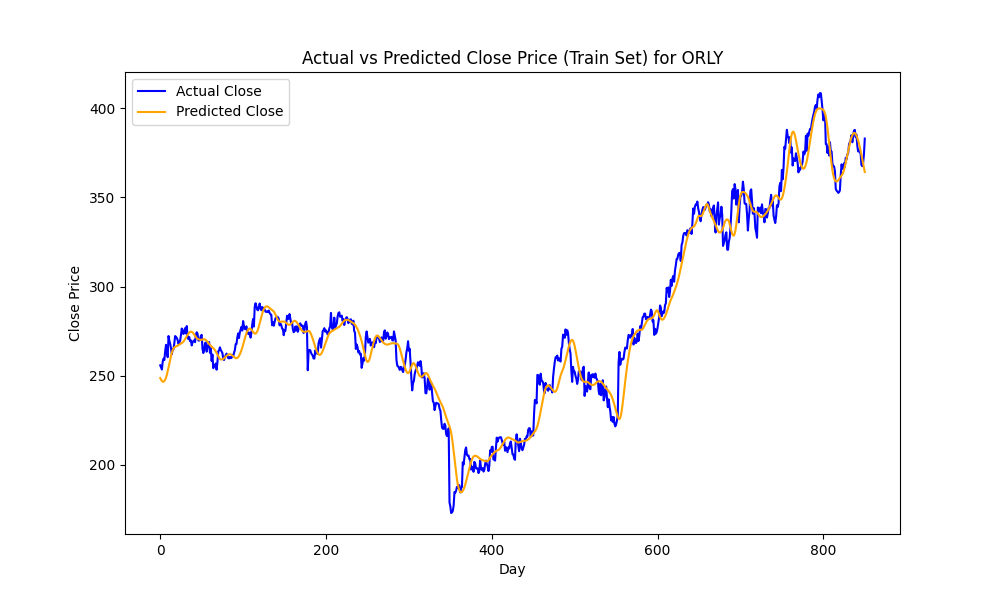 Actual vs Predicted Close Price (Train Set) for ORLY
Actual Close
Predicted Close
400
350
300
250
200
Close Price
0 200 400 600 800
Day